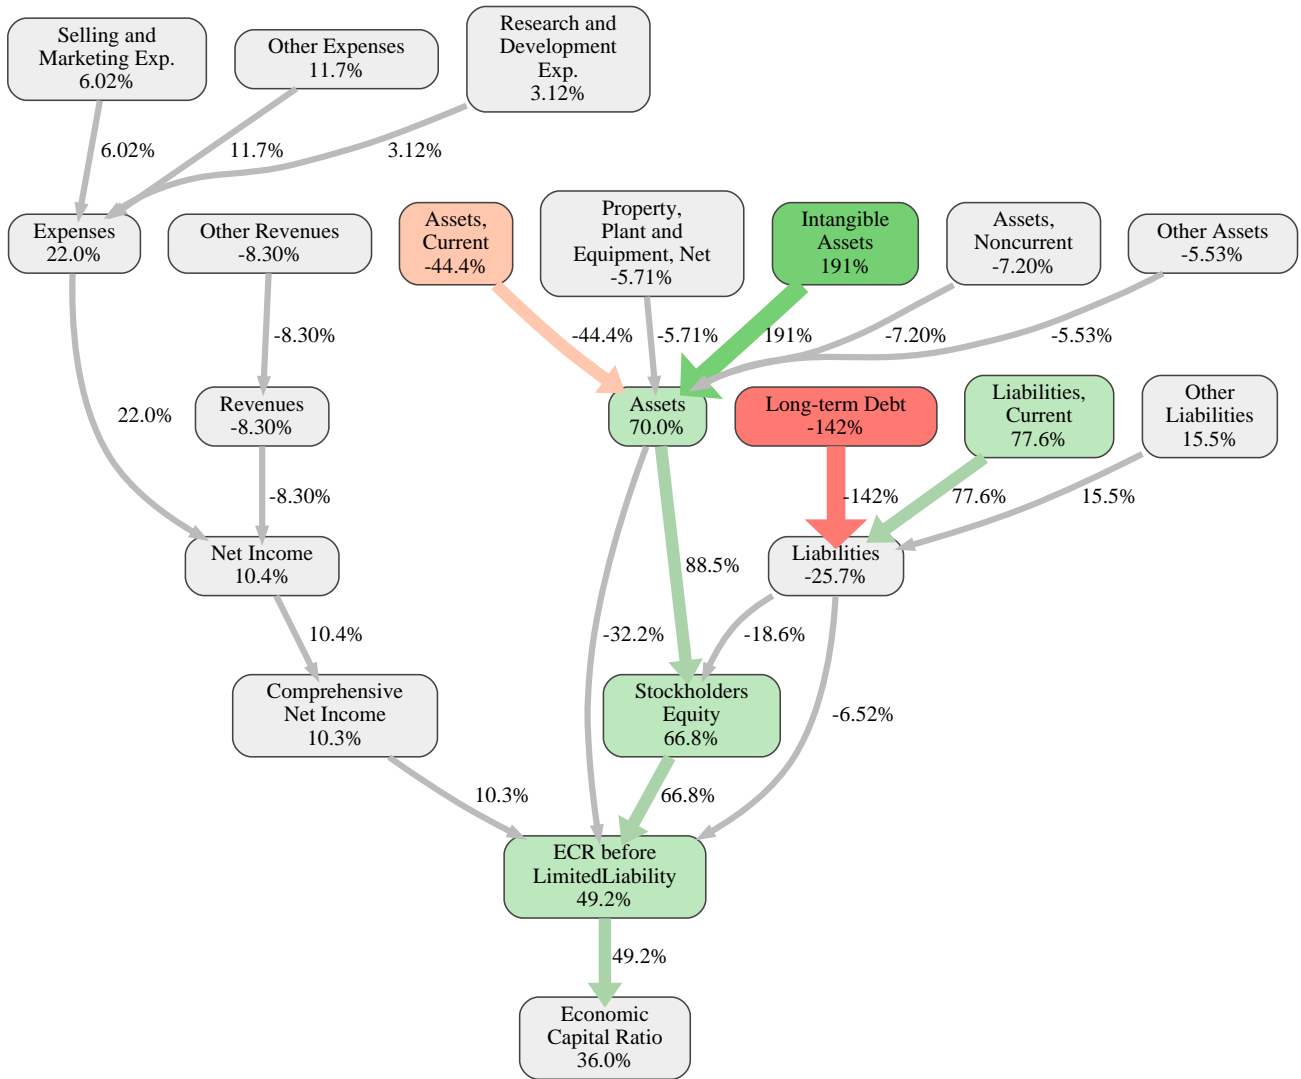 Selling and
Marketing Exp.
6.02%
Other Expenses
11.7%
Research and
Development
Exp.
3.12%
6.02%
11.7%
3.12%
Expenses
22.0%
Other Revenues
-8.30%
Assets,
Current
-44.4%
Property,
Plant and
Equipment, Net
-5.71%
Intangible
Assets
191%
Assets,
Noncurrent
-7.20%
Other Assets
-5.53%
-8.30%
-44.4%
-5.71%
191%
-7.20%
-5.53%
22.0%
Revenues
-8.30%
Assets
70.0%
Long-term Debt
-142%
Liabilities,
Current
77.6%
Other
Liabilities
15.5%
-8.30%
-142%
77.6%
15.5%
Net Income
10.4%
88.5%
Liabilities
-25.7%
10.4%
-32.2%
-18.6%
Comprehensive
Net Income
10.3%
Stockholders
Equity
66.8%
-6.52%
10.3%
66.8%
ECR before
LimitedLiability
49.2%
49.2%
Economic
Capital Ratio
36.0%